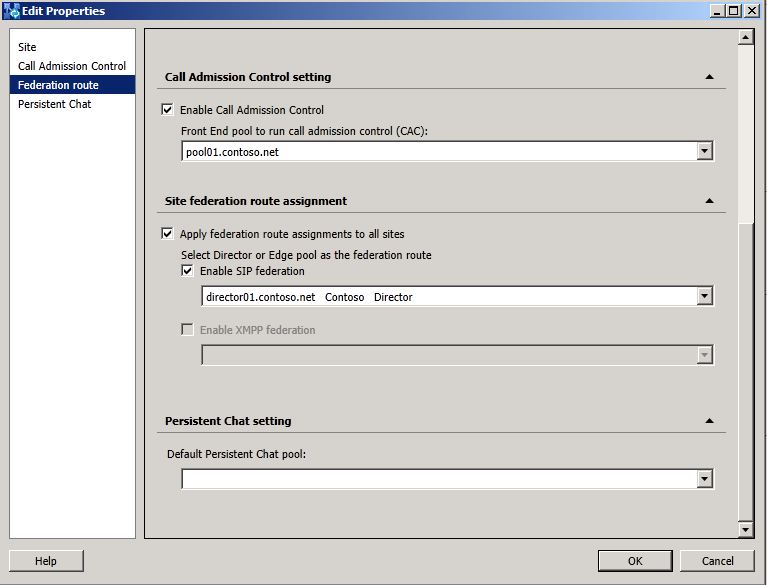 Edit Properties
Site
Call Admission Control
Federation route
Persistent Chat
Call Admission Control setting
Enable Call Admission Control
Front End pool to run call admission control (CAC):
pool01.contoso.net
Site federation route assignment
Apply federation route assignments to all sites
Select Director or Edge pool as the federation route
Enable SIP federation
director01.contoso.net Contoso Director
Enable XMPP federation
Persistent Chat setting
Default Persistent Chat pool:
Help OK Cancel